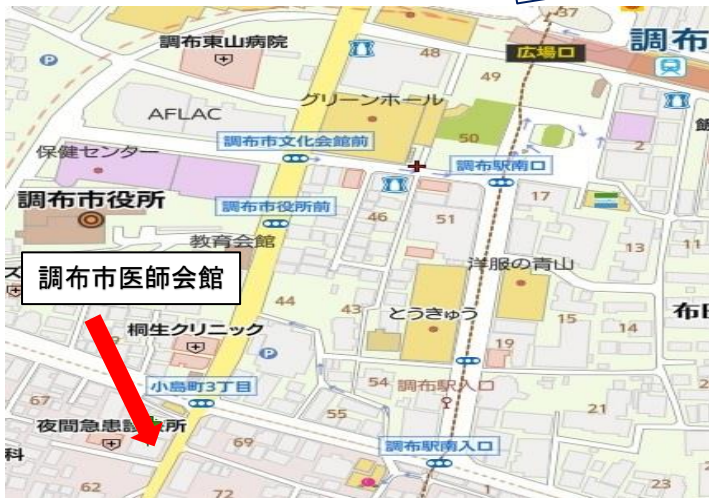 37
調布東山病院
48
広場口
調布
49
グリーンホール
AFLAC
調布市文化会館前
50
飯
2
保健センター
調布駅南口
調布市役所
調布市役所前
46
51
17
教育会館
13
11
調布市医師会館
洋服の青山
44
43
とうきゅう
15
14
布田
桐生クリニック
19
小島町3丁目
54
調布駅入口
67
55
21
夜間急患診
所
69
調布駅南入口
科
62
72
22
23